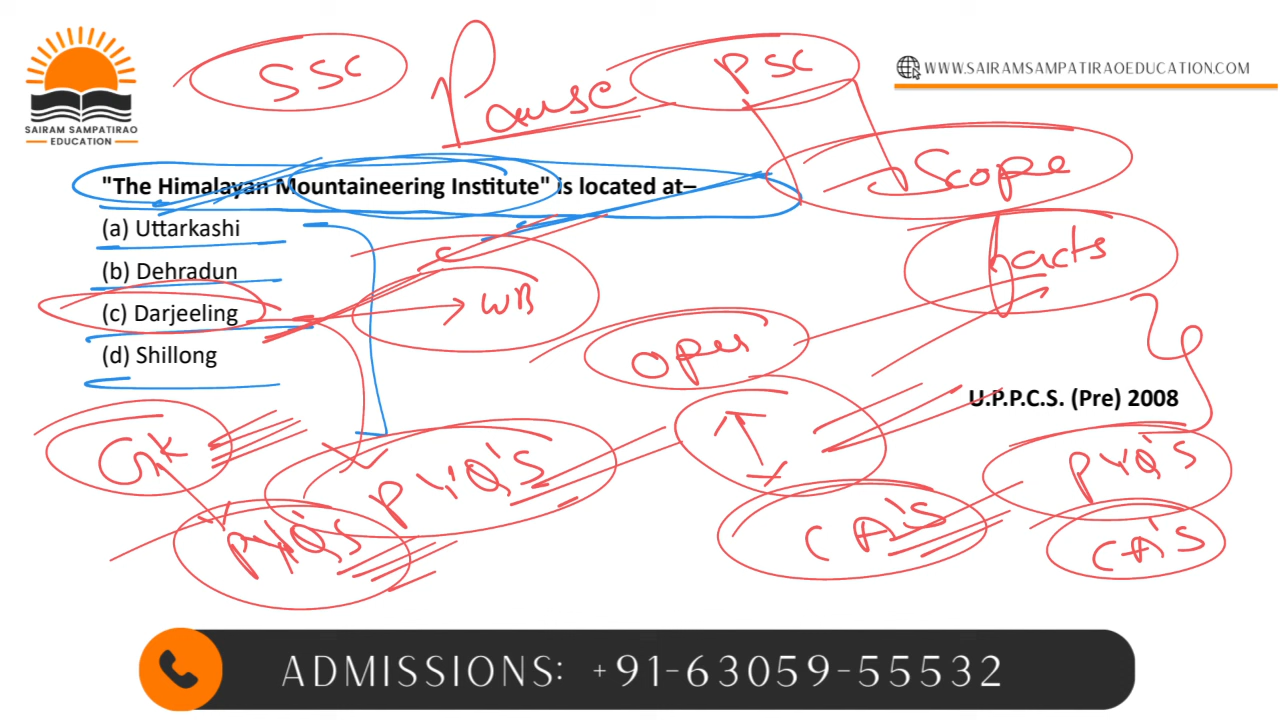 SSC
Pause
PSC
WWW.SAIRAMSAMPATIRAOEDUCATION.COM
SAIRAM SAMPATIRAO
EDUCATION
Scope
"The Himalayan Mountaineering Institute" is located at–
(a) Uttarkashi
(b) Dehradun
(c) Darjeeling
(d) Shillong
WB
facts
U.P.P.C.S. (Pre) 2008
GK
PYQ'S
PYQ'S
PYQ'S
CA'S
CA'S
ADMISSIONS: +91-63059-55532